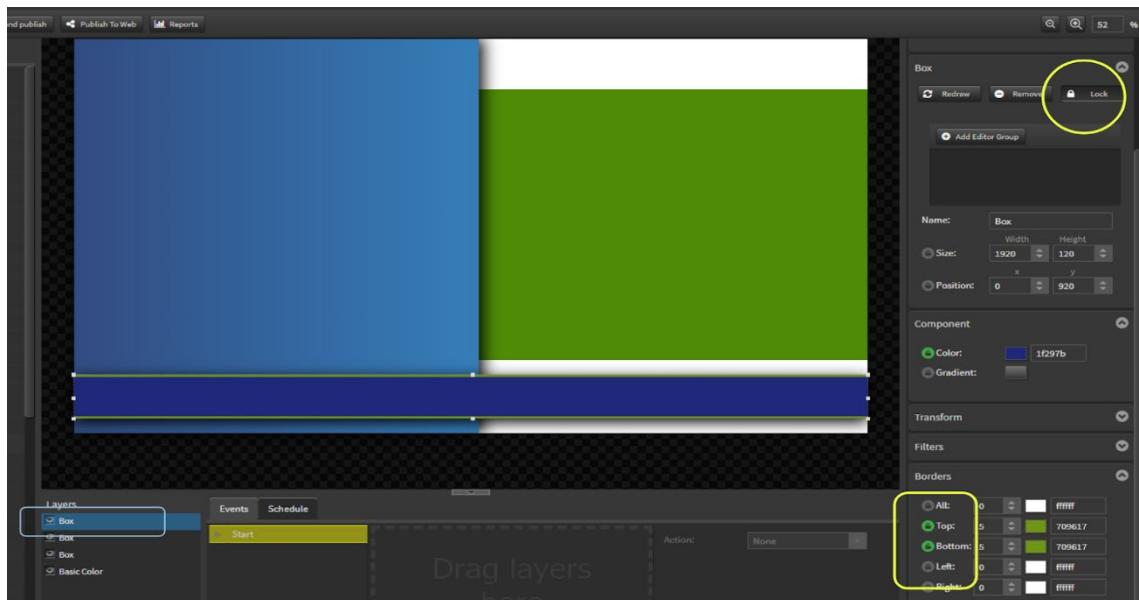 and publish Publish To Web Reports 52 %
Box
Redraw Remove Lock
Add Editor Group
Name: Box
Width Height
Size: 1920 120
x y
Position: 0 920
Component
Color: 1f297b
Gradient:
Transform
Filters
Borders
All: 0 ffffff
Top: 5 709617
Bottom: 5 709617
Left: 0 ffffff
Right: 0 ffffff
Layers
Box
Box
Box
Basic Color
Events Schedule
Start
Drag layers
here
Action: None